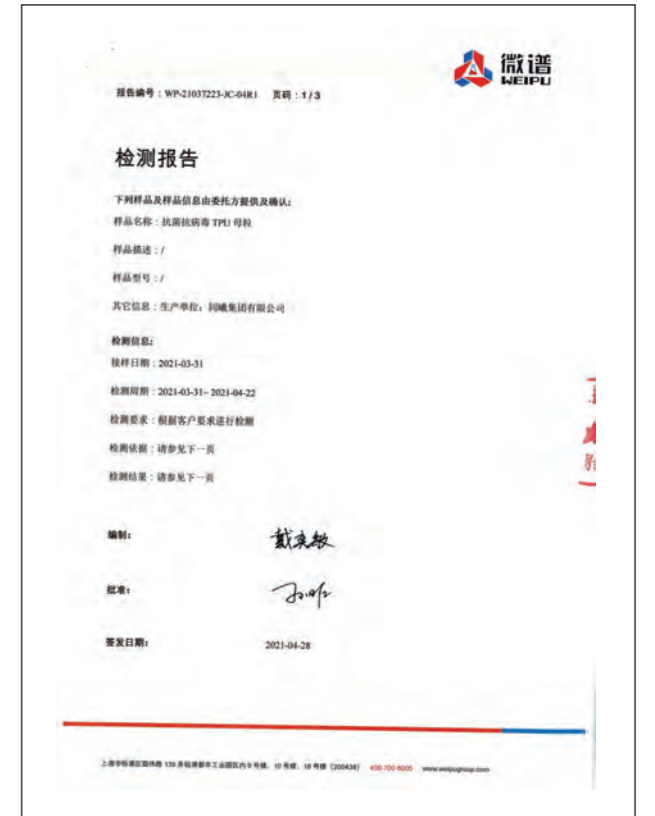 微谱
WEIPU
报告编号：WP-21037223-JC-04R1 页码：1/3
检测报告
下列样品及样品信息由委托方提供及确认：
样品名称：抗菌抗病毒 TPU 母粒
样品描述：/
样品型号：/
其它信息：生产单位：同曦集团有限公司
检测信息：
接样日期：2021-03-31
检测周期：2021-03-31~ 2021-04-22
检测要求：根据客户要求进行检测
检测依据：请参见下一页
检测结果：请参见下一页
编制：
批准：
签发日期：
2021-04-28
400-700-8005 www.weipugroup.com